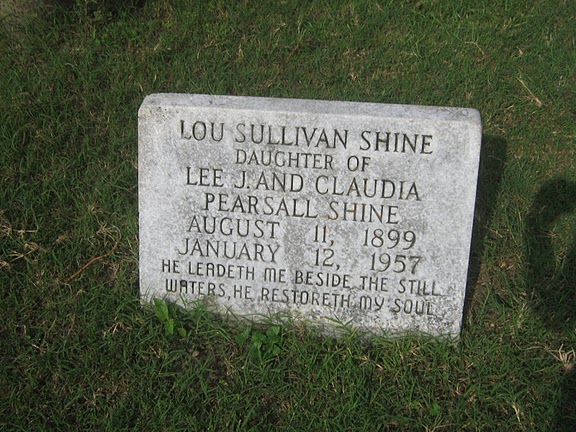 LOU SULLIVAN SHINE
DAUGHTER OF
LEE J. AND CLAUDIA
PEARSALL SHINE
AUGUST 11, 1899
JANUARY 12, 1957
HE LEADETH ME BESIDE THE STILL
WATERS, HE RESTORETH MY SOUL